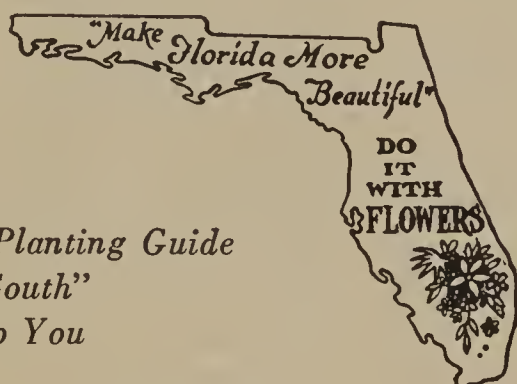 "Make
Florida More
Beautiful"
DO
IT
WITH
FLOWERS
Planting Guide
South"
You